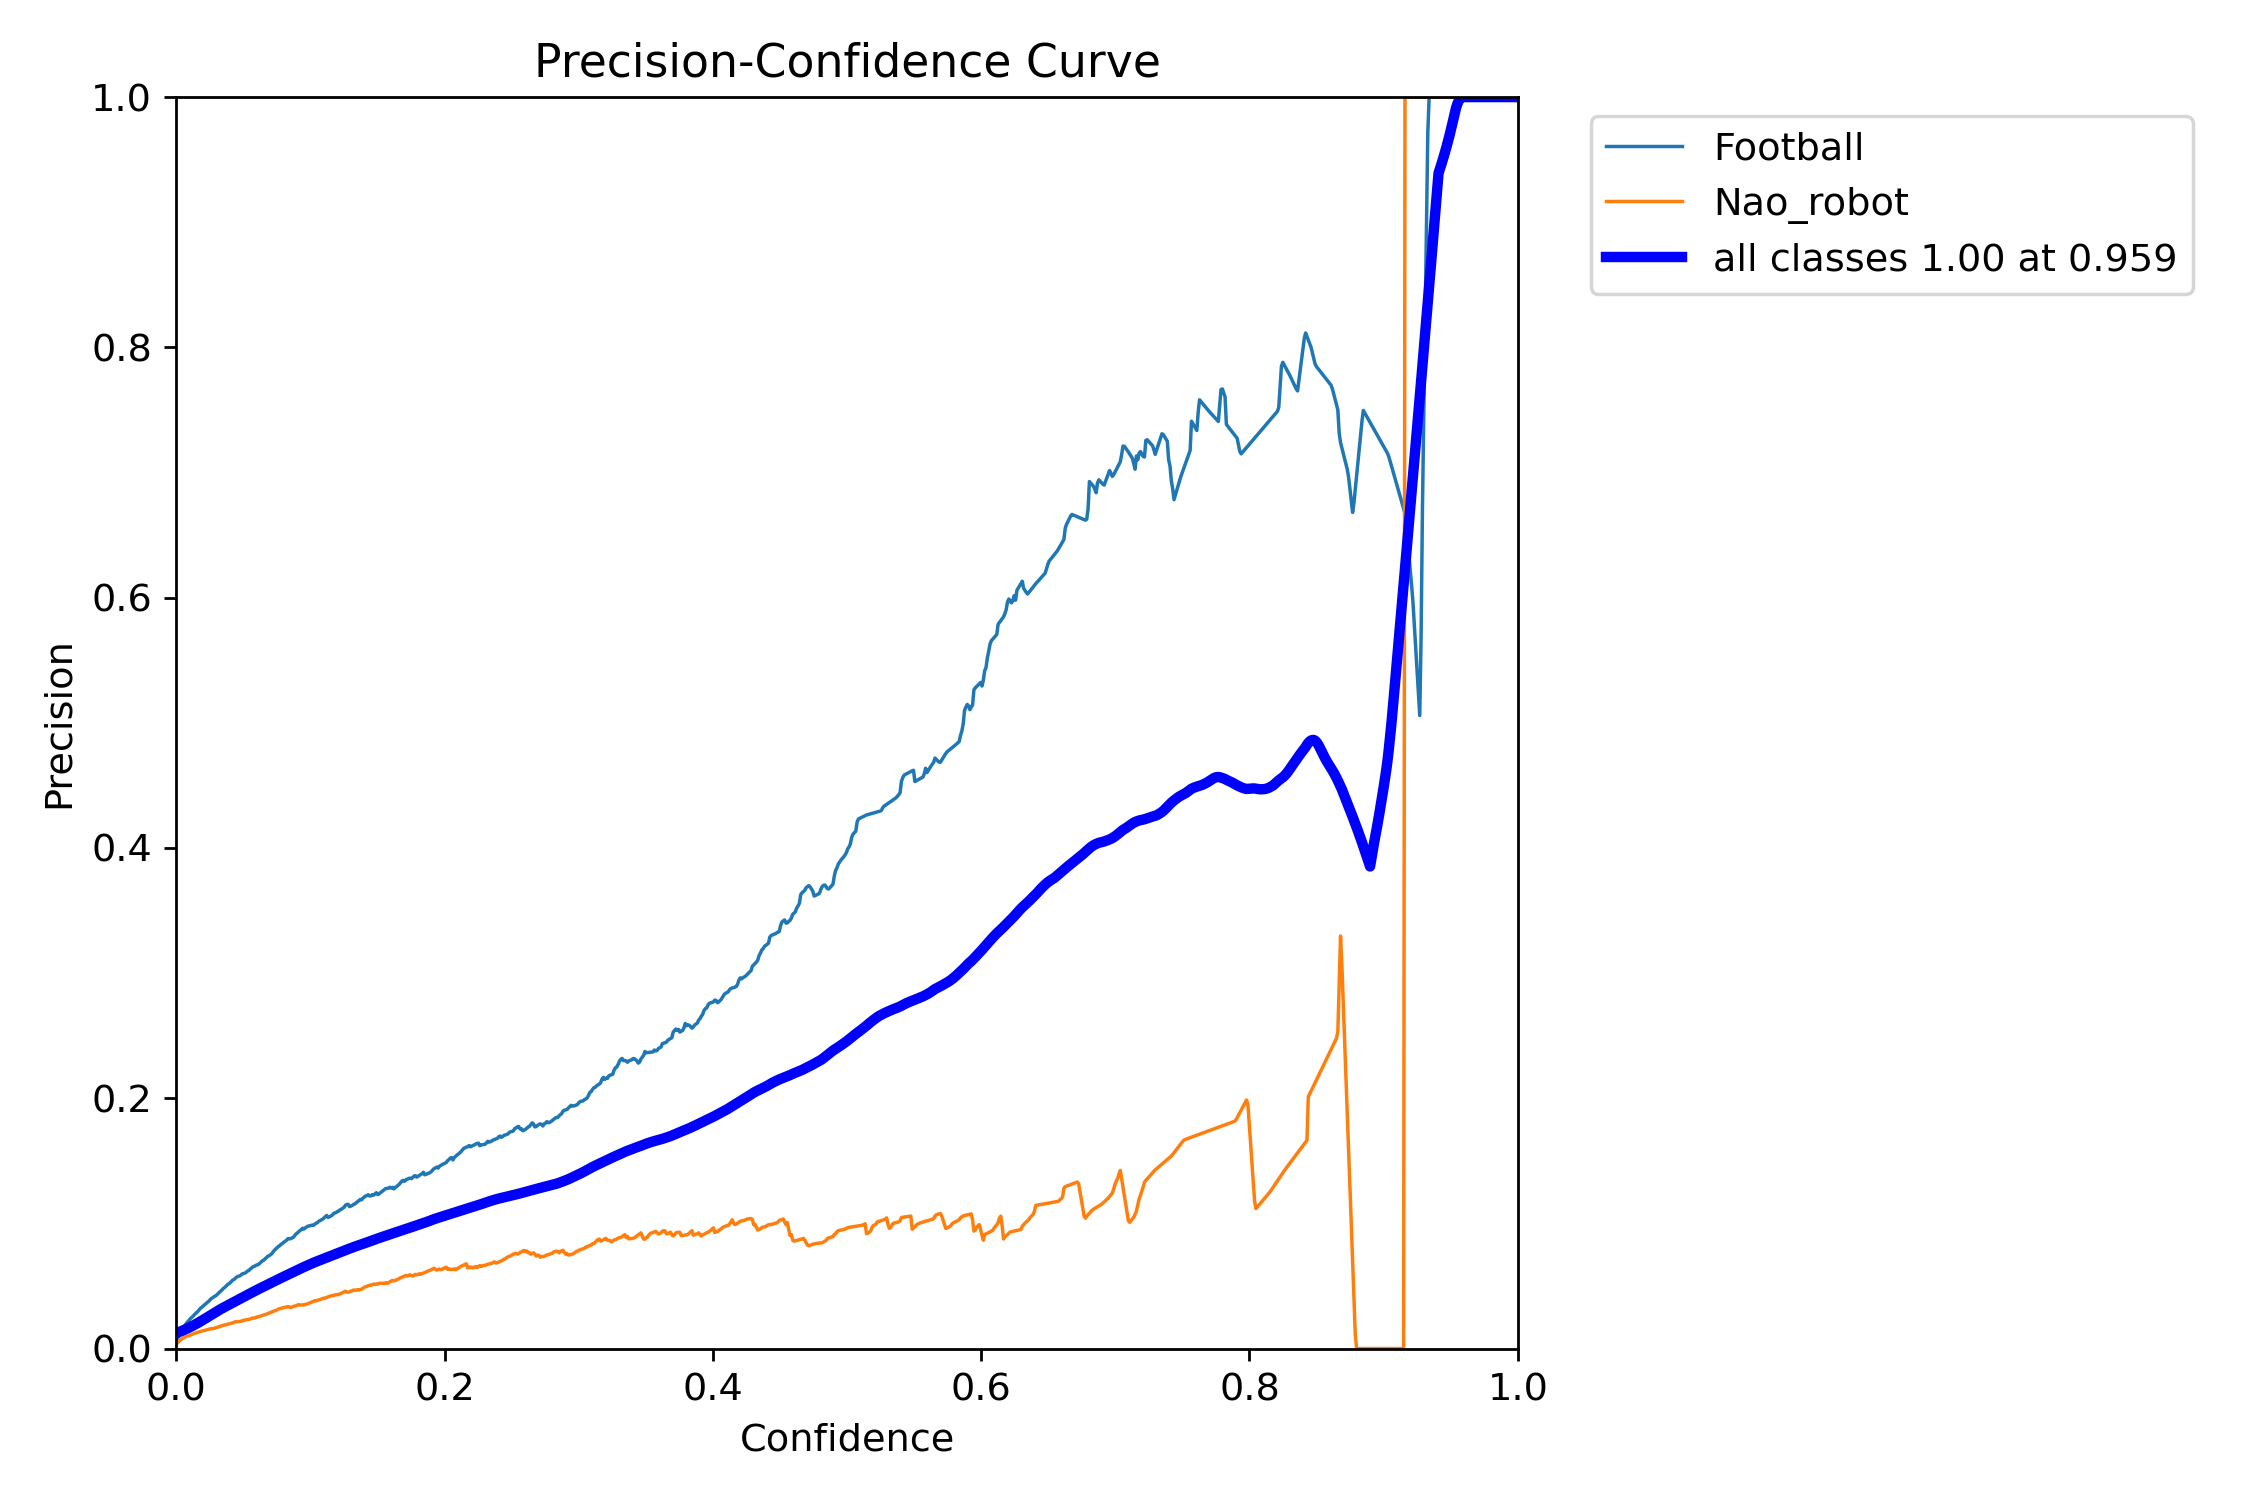 Precision-Confidence Curve
1.0
0.8
0.6
0.4
0.2
0.0
Precision
0.0 0.2 0.4 0.6 0.8 1.0
Confidence
Football
Nao_robot
all classes 1.00 at 0.959